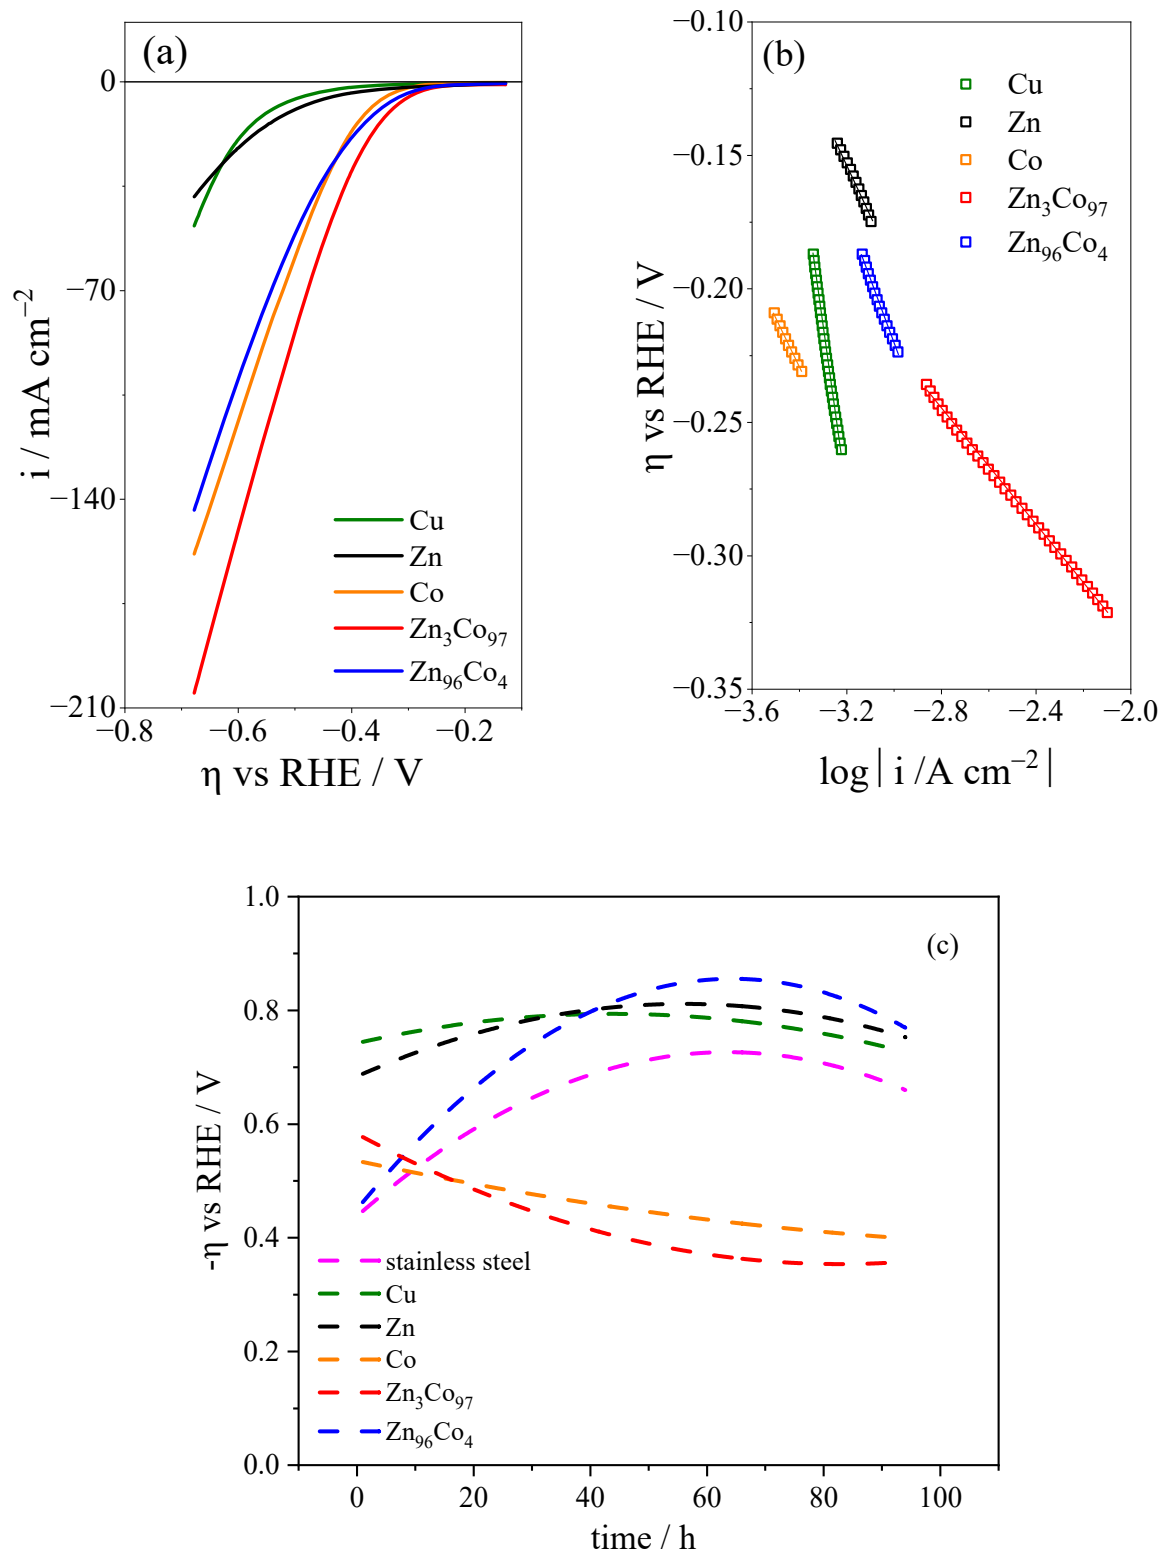 (a)
0
−70
−140
−210
i / mA cm⁻²
Cu
Zn
Co
Zn₃Co₉₇
Zn₉₆Co₄
−0.8
−0.6
−0.4
−0.2
η vs RHE / V
(b)
−0.10
−0.15
−0.20
−0.25
−0.30
−0.35
η vs RHE / V
Cu
Zn
Co
Zn₃Co₉₇
Zn₉₆Co₄
−3.6
−3.2
−2.8
−2.4
−2.0
log | i /A cm⁻² |
(c)
1.0
0.8
0.6
0.4
0.2
0.0
-η vs RHE / V
stainless steel
Cu
Zn
Co
Zn₃Co₉₇
Zn₉₆Co₄
0
20
40
60
80
100
time / h